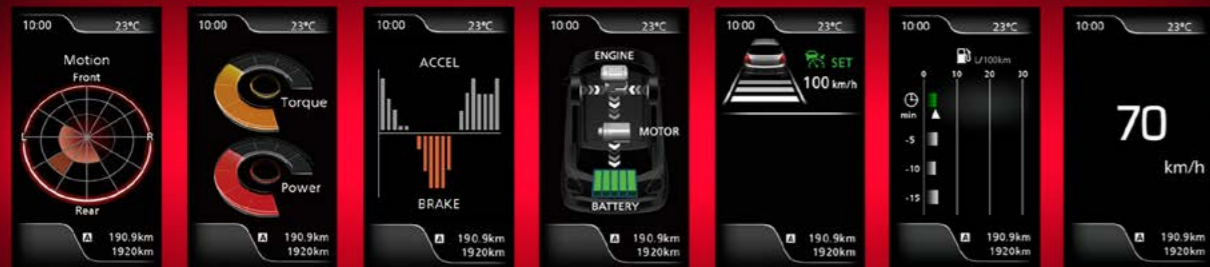 10:00 23°C
Motion
Front
L R
Rear
A 190.9km
1920km
10:00 23°C
Torque
Power
A 190.9km
1920km
10:00 23°C
ACCEL
BRAKE
A 190.9km
1920km
10:00 23°C
ENGINE
MOTOR
BATTERY
A 190.9km
1920km
10:00 23°C
SET
100 km/h
A 190.9km
1920km
10:00 23°C
L/100km
0 10 20 30
min
-5
-10
-15
A 190.9km
1920km
10:00 23°C
70
km/h
A 190.9km
1920km